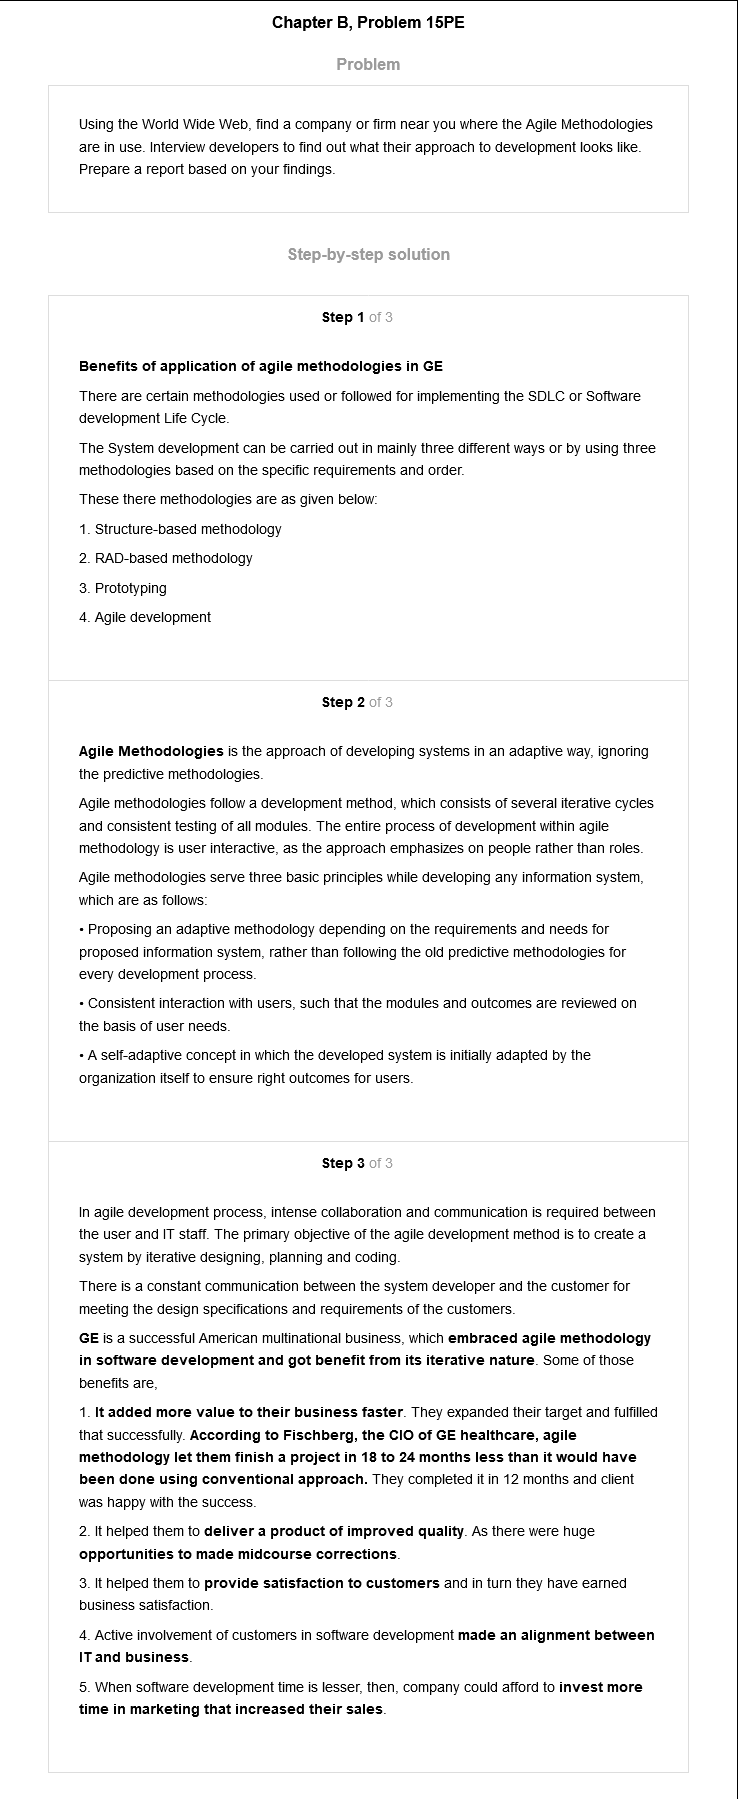 Chapter B, Problem 15PE
Problem
Using the World Wide Web, find a company or firm near you where the Agile Methodologies
are in use. Interview developers to find out what their approach to development looks like.
Prepare a report based on your findings.
Step-by-step solution
Step 1 of 3
Benefits of application of agile methodologies in GE
There are certain methodologies used or followed for implementing the SDLC or Software
development Life Cycle.
The System development can be carried out in mainly three different ways or by using three
methodologies based on the specific requirements and order.
These there methodologies are as given below:
1. Structure-based methodology
2. RAD-based methodology
3. Prototyping
4. Agile development
Step 2 of 3
Agile Methodologies is the approach of developing systems in an adaptive way, ignoring
the predictive methodologies.
Agile methodologies follow a development method, which consists of several iterative cycles
and consistent testing of all modules. The entire process of development within agile
methodology is user interactive, as the approach emphasizes on people rather than roles.
Agile methodologies serve three basic principles while developing any information system,
which are as follows:
• Proposing an adaptive methodology depending on the requirements and needs for
proposed information system, rather than following the old predictive methodologies for
every development process.
• Consistent interaction with users, such that the modules and outcomes are reviewed on
the basis of user needs.
• A self-adaptive concept in which the developed system is initially adapted by the
organization itself to ensure right outcomes for users.
Step 3 of 3
In agile development process, intense collaboration and communication is required between
the user and IT staff. The primary objective of the agile development method is to create a
system by iterative designing, planning and coding.
There is a constant communication between the system developer and the customer for
meeting the design specifications and requirements of the customers.
GE is a successful American multinational business, which embraced agile methodology
in software development and got benefit from its iterative nature. Some of those
benefits are,
1. It added more value to their business faster. They expanded their target and fulfilled
that successfully. According to Fischberg, the CIO of GE healthcare, agile
methodology let them finish a project in 18 to 24 months less than it would have
been done using conventional approach. They completed it in 12 months and client
was happy with the success.
2. It helped them to deliver a product of improved quality. As there were huge
opportunities to made midcourse corrections.
3. It helped them to provide satisfaction to customers and in turn they have earned
business satisfaction.
4. Active involvement of customers in software development made an alignment between
IT and business.
5. When software development time is lesser, then, company could afford to invest more
time in marketing that increased their sales.